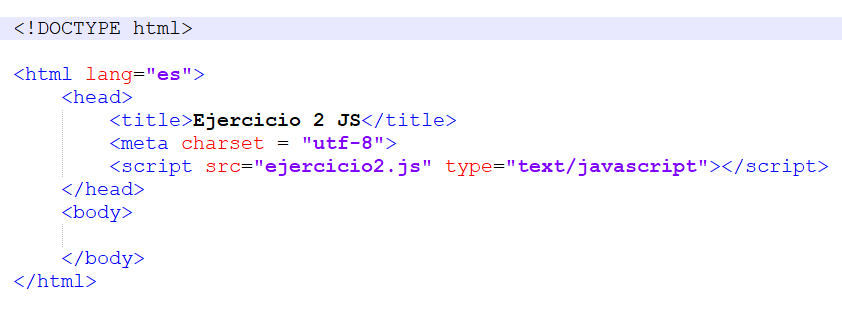 <!DOCTYPE html>
<html lang="es">
<head>
<title>Ejercicio 2 JS</title>
<meta charset = "utf-8">
<script src="ejercicio2.js" type="text/javascript"></script>
</head>
<body>
</body>
</html>